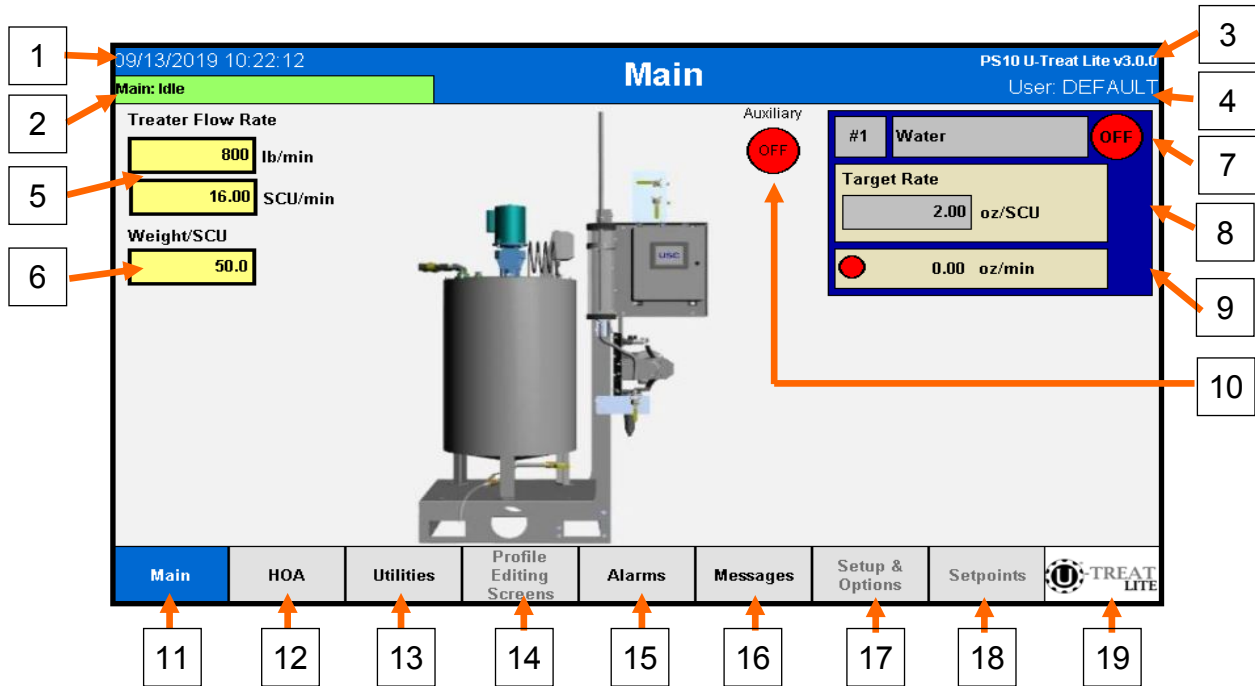 1
2
3
4
09/13/2019 10:22:12
Main
PS10 U-Treat Lite v3.0.0
Main: Idle
User: DEFAULT
Treater Flow Rate
800 lb/min
16.00 SCU/min
Weight/SCU
50.0
5
6
Auxiliary
OFF
USC
#1 Water OFF
Target Rate
2.00 oz/SCU
0.00 oz/min
7
8
9
10
Main
HOA
Utilities
Profile
Editing
Screens
Alarms
Messages
Setup &
Options
Setpoints
U-TREAT
LITE
11
12
13
14
15
16
17
18
19